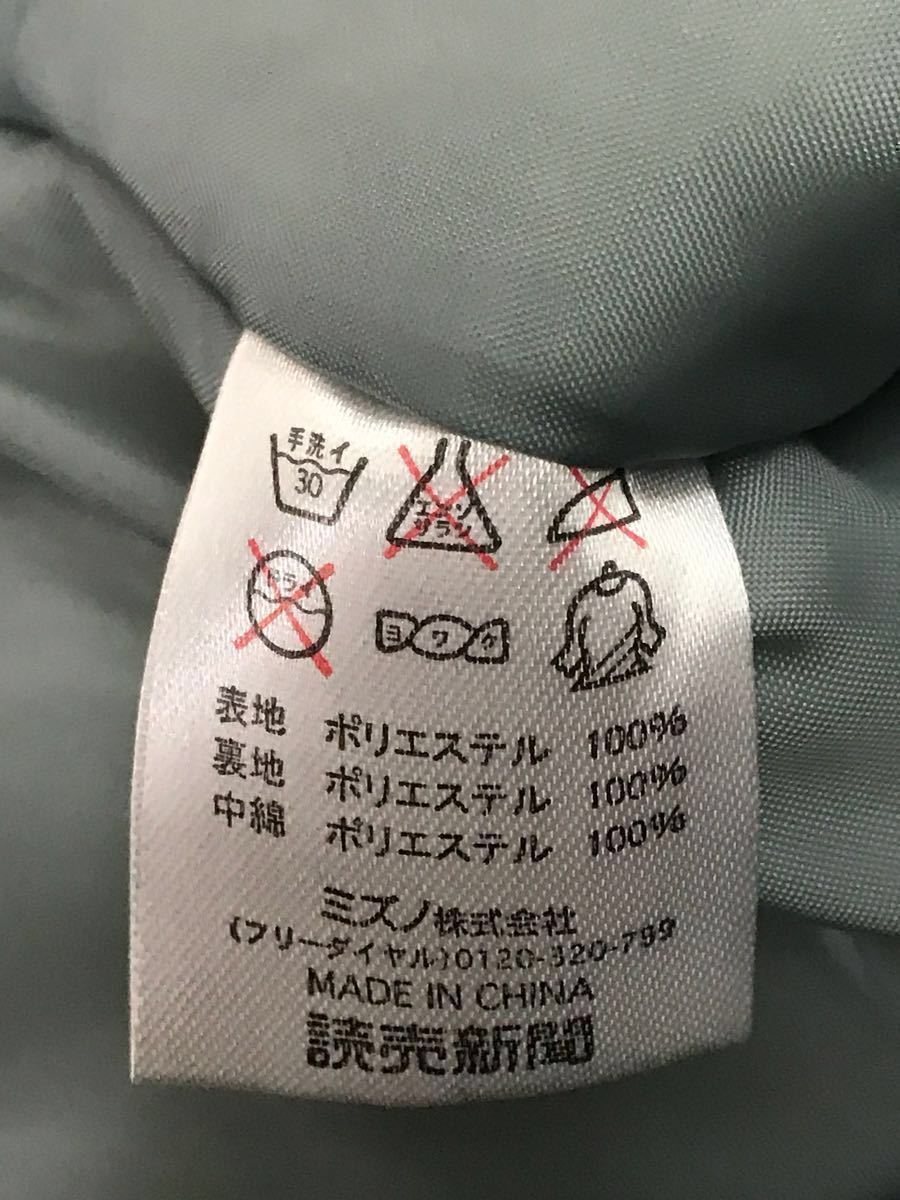 手洗イ
30
エンソ
サラシ
ドライ
ヨワク
表地 ポリエステル 100%
裏地 ポリエステル 100%
中綿 ポリエステル 100%
ミズノ株式会社
(フリーダイヤル)0120-320-799
MADE IN CHINA
読売新聞